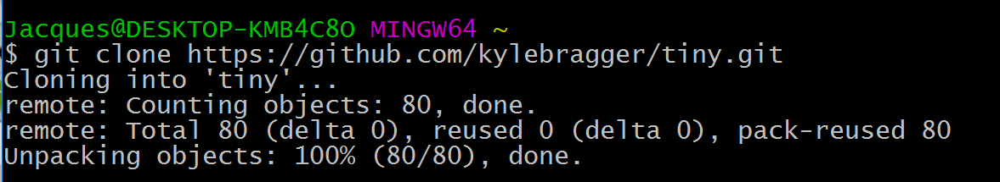 Jacques@DESKTOP-KMB4C8O MINGW64 ~
$ git clone https://github.com/kylebragger/tiny.git
Cloning into 'tiny'...
remote: Counting objects: 80, done.
remote: Total 80 (delta 0), reused 0 (delta 0), pack-reused 80
Unpacking objects: 100% (80/80), done.